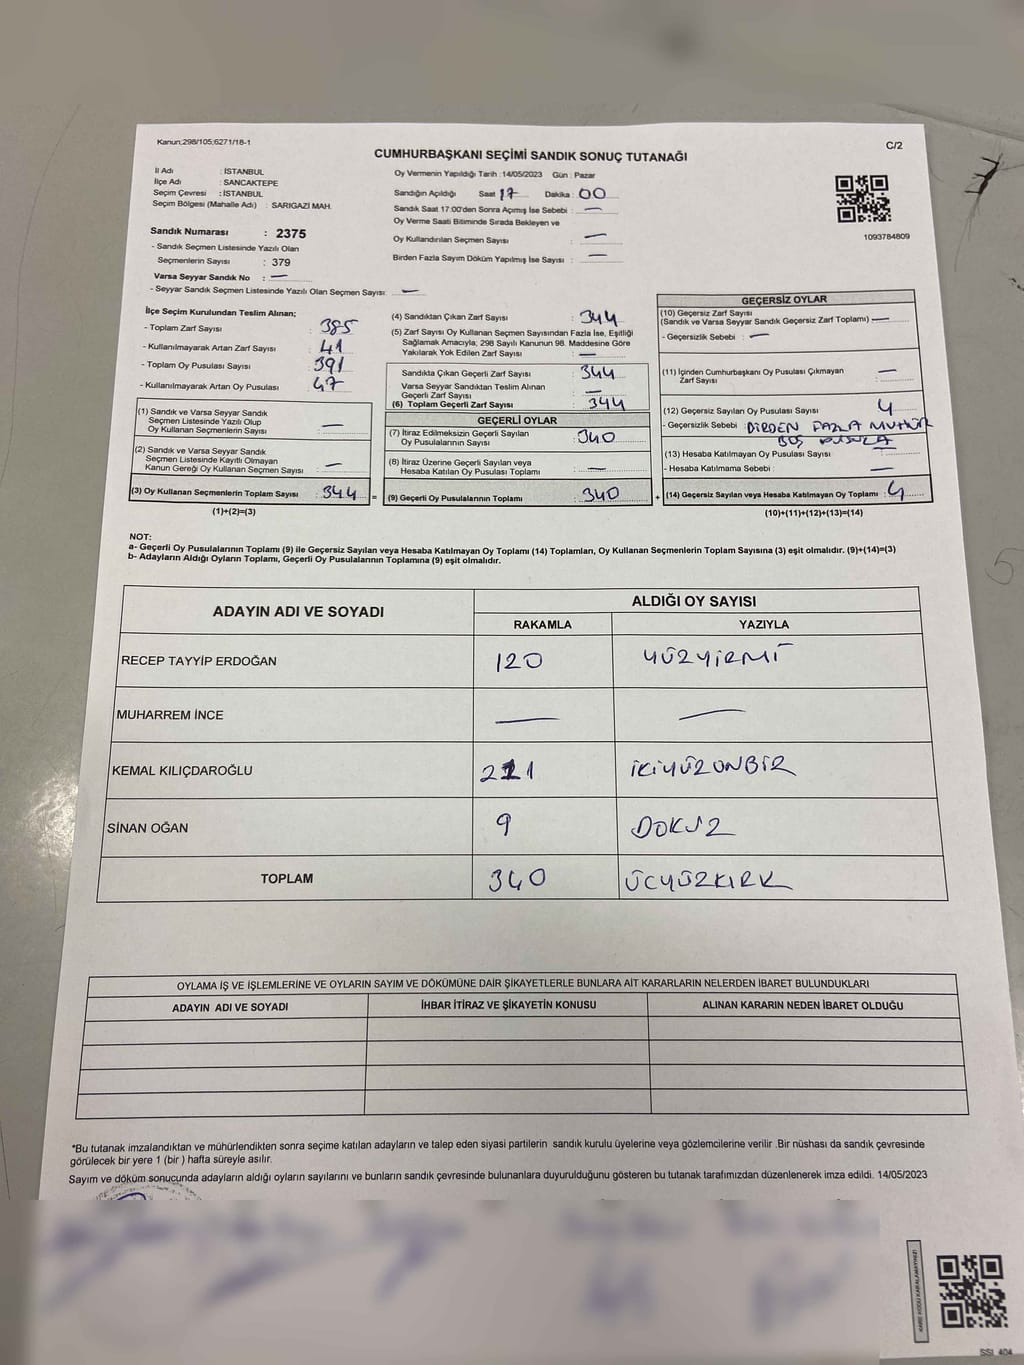 Kanun;298/105;6271/18-1
C/2
CUMHURBAŞKANI SEÇİMİ SANDIK SONUÇ TUTANAĞI
İl Adı : İSTANBUL
İlçe Adı : SANCAKTEPE
Seçim Çevresi : İSTANBUL
Seçim Bölgesi (Mahalle Adı) : SARIGAZİ MAH.
Oy Vermenin Yapıldığı Tarih :14/05/2023 Gün : Pazar
Sandığın Açıldığı Saat : 17 Dakika : 00
Sandık Saat 17:00'den Sonra Açımış İse Sebebi : —
Oy Verme Saati Bitiminde Sırada Bekleyen ve
Oy Kullandırılan Seçmen Sayısı : —
Birden Fazla Sayım Döküm Yapılmış İse Sayısı : —
1093784809
Sandık Numarası : 2375
- Sandık Seçmen Listesinde Yazılı Olan
Seçmenlerin Sayısı : 379
Varsa Seyyar Sandık No : —
- Seyyar Sandık Seçmen Listesinde Yazılı Olan Seçmen Sayısı: —
İlçe Seçim Kurulundan Teslim Alınan;
- Toplam Zarf Sayısı : 385
- Kullanılmayarak Artan Zarf Sayısı : 41
- Toplam Oy Pusulası Sayısı : 391
- Kullanılmayarak Artan Oy Pusulası : 47
(1) Sandık ve Varsa Seyyar Sandık
Seçmen Listesinde Yazılı Olup
Oy Kullanan Seçmenlerin Sayısı : —
(2) Sandık ve Varsa Seyyar Sandık
Seçmen Listesinde Kayıtlı Olmayan
Kanun Gereği Oy Kullanan Seçmen Sayısı : —
(3) Oy Kullanan Seçmenlerin Toplam Sayısı : 344 =
(1)+(2)=(3)
(4) Sandıktan Çıkan Zarf Sayısı : 344
(5) Zarf Sayısı Oy Kullanan Seçmen Sayısından Fazla İse, Eşitliği
Sağlamak Amacıyla; 298 Sayılı Kanunun 98. Maddesine Göre
Yakılarak Yok Edilen Zarf Sayısı : —
Sandıkta Çıkan Geçerli Zarf Sayısı : 344
Varsa Seyyar Sandıktan Teslim Alınan
Geçerli Zarf Sayısı : —
(6) Toplam Geçerli Zarf Sayısı : 344
GEÇERLİ OYLAR
(7) İtiraz Edilmeksizin Geçerli Sayılan
Oy Pusulalarının Sayısı : 340
(8) İtiraz Üzerine Geçerli Sayılan veya
Hesaba Katılan Oy Pusulası Toplamı : —
(9) Geçerli Oy Pusulalarının Toplamı : 340 +
GEÇERSİZ OYLAR
(10) Geçersiz Zarf Sayısı
(Sandık ve Varsa Seyyar Sandık Geçersiz Zarf Toplamı) : —
- Geçersizlik Sebebi : —
(11) İçinden Cumhurbaşkanı Oy Pusulası Çıkmayan
Zarf Sayısı : —
(12) Geçersiz Sayılan Oy Pusulası Sayısı : 4
- Geçersizlik Sebebi : BİRDEN FAZLA MÜHÜR
BOŞ PUSULA
(13) Hesaba Katılmayan Oy Pusulası Sayısı :
- Hesaba Katılmama Sebebi : —
(14) Geçersiz Sayılan veya Hesaba Katılmayan Oy Toplamı : 4
(10)+(11)+(12)+(13)=(14)
NOT:
a- Geçerli Oy Pusulalarının Toplamı (9) ile Geçersiz Sayılan veya Hesaba Katılmayan Oy Toplamı (14) Toplamları, Oy Kullanan Seçmenlerin Toplam Sayısına (3) eşit olmalıdır. (9)+(14)=(3)
b- Adayların Aldığı Oyların Toplamı, Geçerli Oy Pusulalarının Toplamına (9) eşit olmalıdır.
ADAYIN ADI VE SOYADI ALDIĞI OY SAYISI
RAKAMLA YAZIYLA
RECEP TAYYİP ERDOĞAN 120 YÜZYİRMİ
MUHARREM İNCE — —
KEMAL KILIÇDAROĞLU 211 İKİYÜZONBİR
SİNAN OĞAN 9 DOKUZ
TOPLAM 340 ÜÇYÜZKIRK
OYLAMA İŞ VE İŞLEMLERİNE VE OYLARIN SAYIM VE DÖKÜMÜNE DAİR ŞİKAYETLERLE BUNLARA AİT KARARLARIN NELERDEN İBARET BULUNDUKLARI
ADAYIN ADI VE SOYADI İHBAR İTİRAZ VE ŞİKAYETİN KONUSU ALINAN KARARIN NEDEN İBARET OLDUĞU
*Bu tutanak imzalandıktan ve mühürlendikten sonra seçime katılan adayların ve talep eden siyasi partilerin sandık kurulu üyelerine veya gözlemcilerine verilir .Bir nüshası da sandık çevresinde
görülecek bir yere 1 (bir ) hafta süreyle asılır.
Sayım ve döküm sonucunda adayların aldığı oyların sayılarını ve bunların sandık çevresinde bulunanlara duyurulduğunu gösteren bu tutanak tarafımızdan düzenlenerek imza edildi. 14/05/2023
KARE KODU KARALAMAYINIZ!
SSİ_404